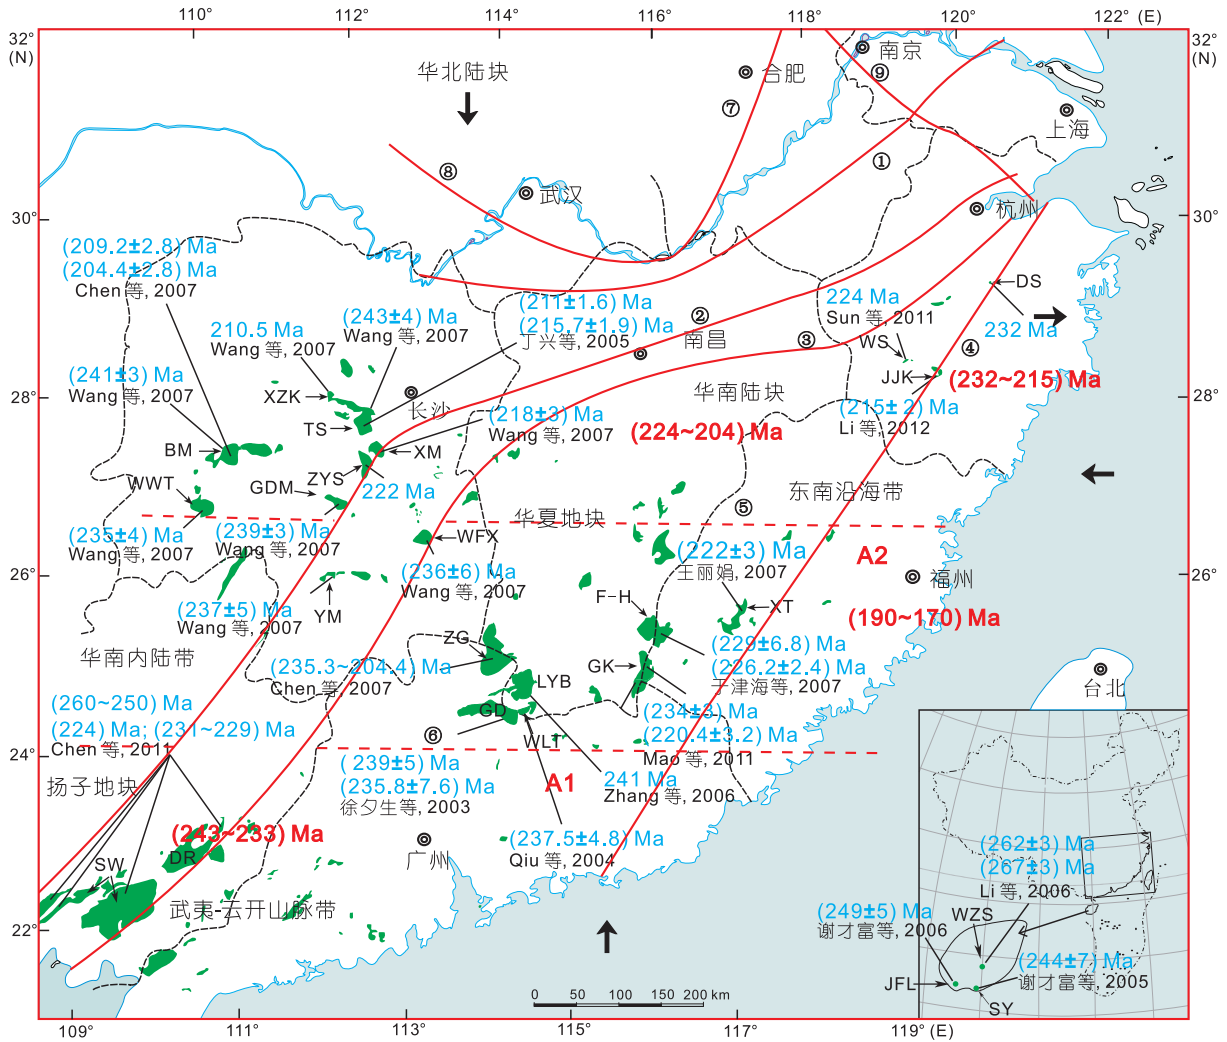 110°
112°
114°
116°
118°
120°
122° (E)
32°
(N)
32°
(N)
华北陆块
合肥
南京
⑨
⑦
上海
①
⑧
武汉
杭州
30°
30°
(209.2±2.8) Ma
(204.4±2.8) Ma
Chen 等, 2007
210.5 Ma
Wang 等, 2007
(243±4) Ma
Wang 等, 2007
(211±1.6) Ma
(215.7±1.9) Ma
丁兴等, 2005
②
南昌
③
224 Ma
Sun 等, 2011
WS
DS
232 Ma
④
JJK
(232~215) Ma
(241±3) Ma
Wang 等, 2007
XZK
长沙
TS
28°
28°
华南陆块
(215± 2) Ma
Li 等, 2012
(218±3) Ma
Wang 等, 2007
(224~204) Ma
BM
XM
ZYS
WWT
GDM
222 Ma
东南沿海带
⑤
华夏地块
(235±4) Ma
Wang 等, 2007
(239±3) Ma
Wang 等, 2007
WFX
(222±3) Ma
王丽娟, 2007
A2
26°
26°
福州
(236±6) Ma
Wang 等, 2007
YM
F-H
XT
(190~170) Ma
(237±5) Ma
Wang 等, 2007
ZG
(229±6.8) Ma
(226.2±2.4) Ma
于津海等, 2007
华南内陆带
(235.3~204.4) Ma
Chen 等, 2007
GK
LYB
台北
(260~250) Ma
(224) Ma; (231~229) Ma
Chen 等, 2011
GD
WLT
(234±3) Ma
(220.4±3.2) Ma
Mao 等, 2011
⑥
24°
24°
扬子地块
(239±5) Ma
(235.8±7.6) Ma
徐夕生等, 2003
A1
241 Ma
Zhang 等, 2006
(243~233) Ma
DR
广州
(237.5±4.8) Ma
Qiu 等, 2004
SW
武夷-云开山脉带
22°
22°
(262±3) Ma
(267±3) Ma
Li 等, 2006
(249±5) Ma
谢才富等, 2006
WZS
(244±7) Ma
谢才富等, 2005
JFL
SY
0 50 100 150 200 km
109°
111°
113°
115°
117°
119° (E)